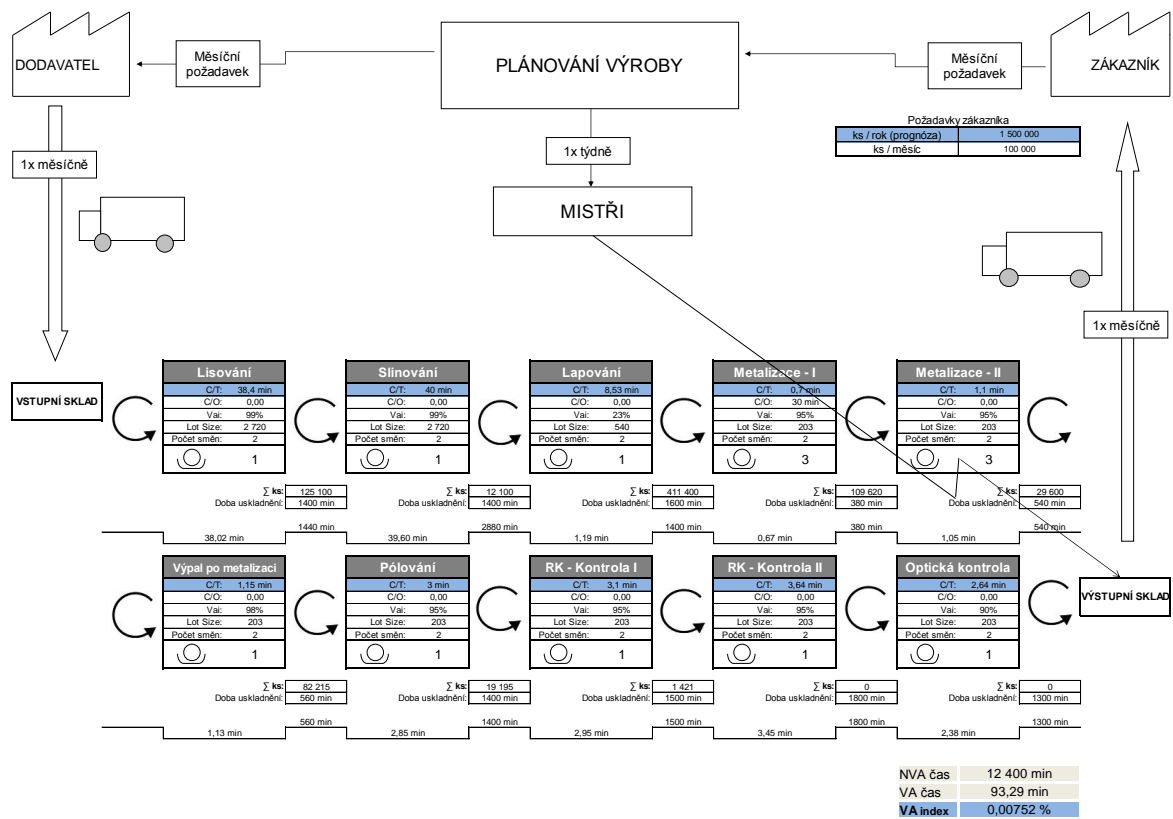 DODAVATEL
Měsíční
požadavek
PLÁNOVÁNÍ VÝROBY
Měsíční
požadavek
ZÁKAZNÍK
Požadavky zákazníka
ks / rok (prognóza) 1 500 000
ks / měsíc 100 000
1x měsíčně
1x týdně
MISTŘI
1x měsíčně
VSTUPNÍ SKLAD
Lisování
C/T: 38,4 min
C/O: 0,00
Vai: 99%
Lot Size: 2 720
Počet směn: 2
1
Slinování
C/T: 40 min
C/O: 0,00
Vai: 99%
Lot Size: 2 720
Počet směn: 2
1
Lapování
C/T: 8,53 min
C/O: 0,00
Vai: 23%
Lot Size: 540
Počet směn: 2
1
Metalizace - I
C/T: 0,7 min
C/O: 30 min
Vai: 95%
Lot Size: 203
Počet směn: 2
3
Metalizace - II
C/T: 1,1 min
C/O: 0,00
Vai: 95%
Lot Size: 203
Počet směn: 2
3
∑ ks: 125 100
Doba uskladnění: 1400 min
∑ ks: 12 100
Doba uskladnění: 1400 min
∑ ks: 411 400
Doba uskladnění: 1600 min
∑ ks: 109 620
Doba uskladnění: 380 min
∑ ks: 29 600
Doba uskladnění: 540 min
1440 min 2880 min 1400 min 380 min 540 min
38,02 min 39,60 min 1,19 min 0,67 min 1,05 min
Výpal po metalizaci
C/T: 1,15 min
C/O: 0,00
Vai: 98%
Lot Size: 203
Počet směn: 2
1
Pólování
C/T: 3 min
C/O: 0,00
Vai: 95%
Lot Size: 203
Počet směn: 2
1
RK - Kontrola I
C/T: 3,1 min
C/O: 0,00
Vai: 95%
Lot Size: 203
Počet směn: 2
1
RK - Kontrola II
C/T: 3,64 min
C/O: 0,00
Vai: 95%
Lot Size: 203
Počet směn: 2
1
Optická kontrola
C/T: 2,64 min
C/O: 0,00
Vai: 90%
Lot Size: 203
Počet směn: 2
1
VÝSTUPNÍ SKLAD
∑ ks: 82 215
Doba uskladnění: 560 min
∑ ks: 19 195
Doba uskladnění: 1400 min
∑ ks: 1 421
Doba uskladnění: 1500 min
∑ ks: 0
Doba uskladnění: 1800 min
∑ ks: 0
Doba uskladnění: 1300 min
560 min 1400 min 1500 min 1800 min 1300 min
1,13 min 2,85 min 2,95 min 3,45 min 2,38 min
NVA čas 12 400 min
VA čas 93,29 min
VA index 0,00752 %